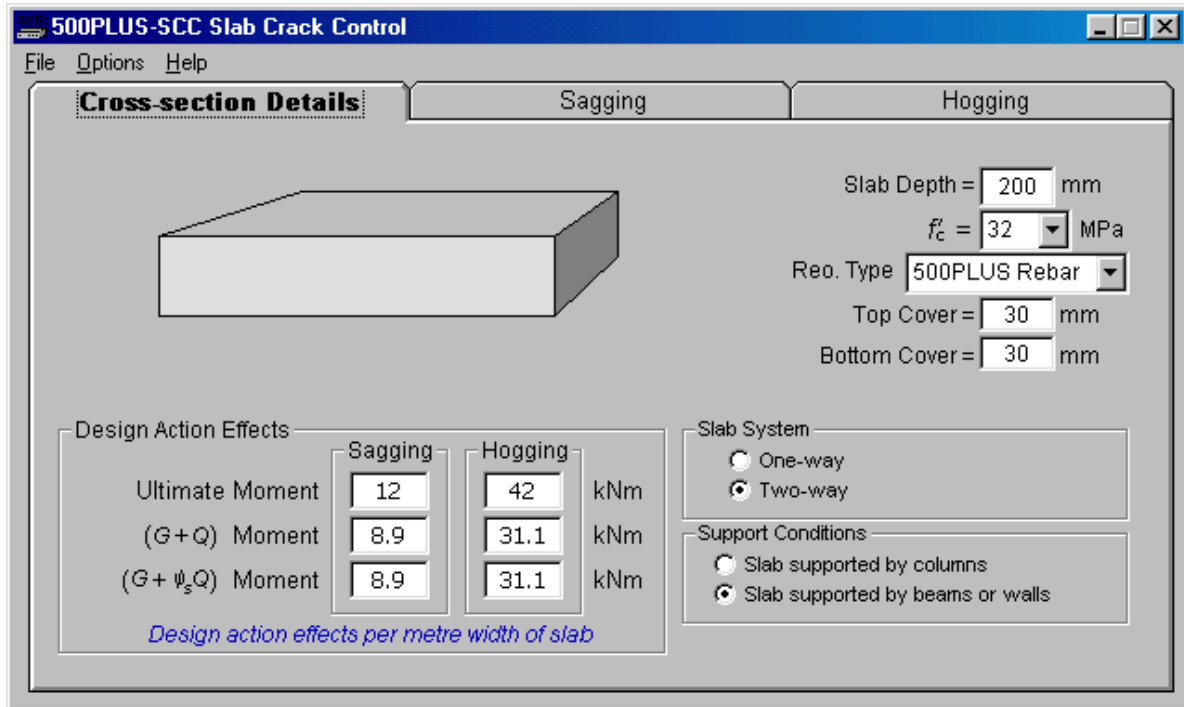 500PLUS-SCC Slab Crack Control
File Options Help
Cross-section Details Sagging Hogging
Slab Depth = 200 mm
f'c = 32 MPa
Reo. Type 500PLUS Rebar
Top Cover = 30 mm
Bottom Cover = 30 mm
Design Action Effects
Sagging Hogging
Ultimate Moment 12 42 kNm
(G+Q) Moment 8.9 31.1 kNm
(G+ψsQ) Moment 8.9 31.1 kNm
Design action effects per metre width of slab
Slab System
One-way
Two-way
Support Conditions
Slab supported by columns
Slab supported by beams or walls